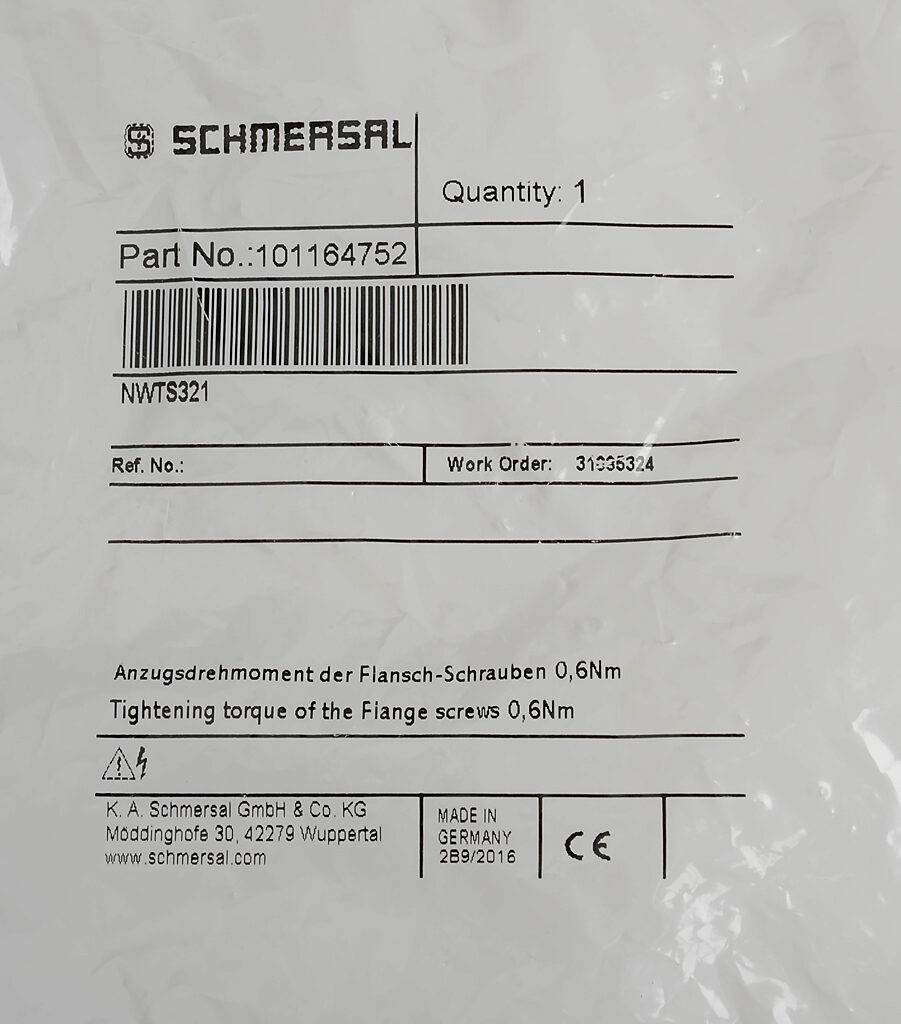 SCHMERSAL
Quantity: 1
Part No.:101164752
NWTS321
Ref. No.:
Work Order:
Anzugsdrehmoment der Flansch-Schrauben 0,6Nm
Tightening torque of the Flange screws 0,6Nm
K. A. Schmersal GmbH & Co. KG
Möddinghofe 30, 42279 Wuppertal
www.schmersal.com
MADE IN
GERMANY
2B9/2016
CE